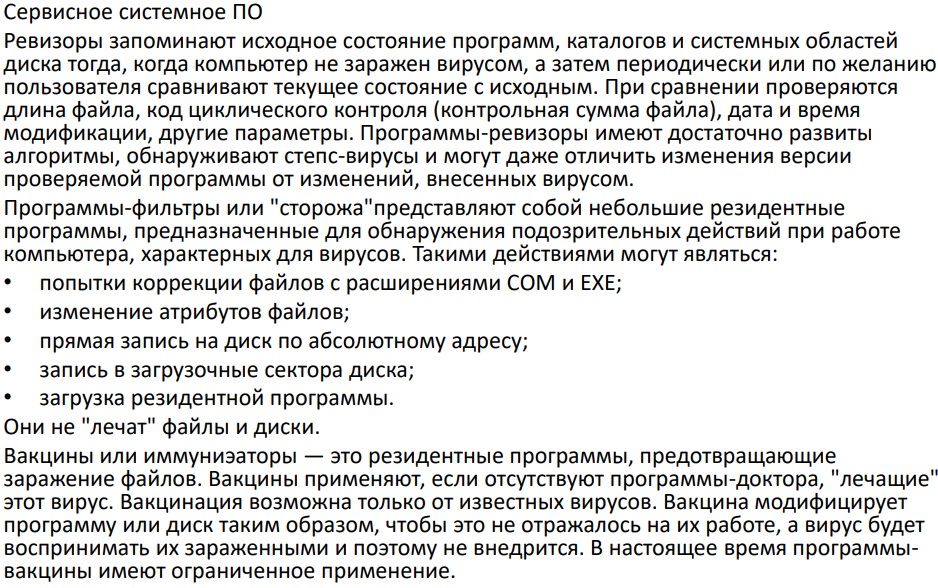 Сервисное системное ПО
Ревизоры запоминают исходное состояние программ, каталогов и системных областей
диска тогда, когда компьютер не заражен вирусом, а затем периодически или по желанию
пользователя сравнивают текущее состояние с исходным. При сравнении проверяются
длина файла, код циклического контроля (контрольная сумма файла), дата и время
модификации, другие параметры. Программы-ревизоры имеют достаточно развиты
алгоритмы, обнаруживают степс-вирусы и могут даже отличить изменения версии
проверяемой программы от изменений, внесенных вирусом.
Программы-фильтры или "сторожа"представляют собой небольшие резидентные
программы, предназначенные для обнаружения подозрительных действий при работе
компьютера, характерных для вирусов. Такими действиями могут являться:
• попытки коррекции файлов с расширениями COM и EXE;
• изменение атрибутов файлов;
• прямая запись на диск по абсолютному адресу;
• запись в загрузочные сектора диска;
• загрузка резидентной программы.
Они не "лечат" файлы и диски.
Вакцины или иммуниэаторы — это резидентные программы, предотвращающие
заражение файлов. Вакцины применяют, если отсутствуют программы-доктора, "лечащие"
этот вирус. Вакцинация возможна только от известных вирусов. Вакцина модифицирует
программу или диск таким образом, чтобы это не отражалось на их работе, а вирус будет
воспринимать их зараженными и поэтому не внедрится. В настоящее время программы-
вакцины имеют ограниченное применение.